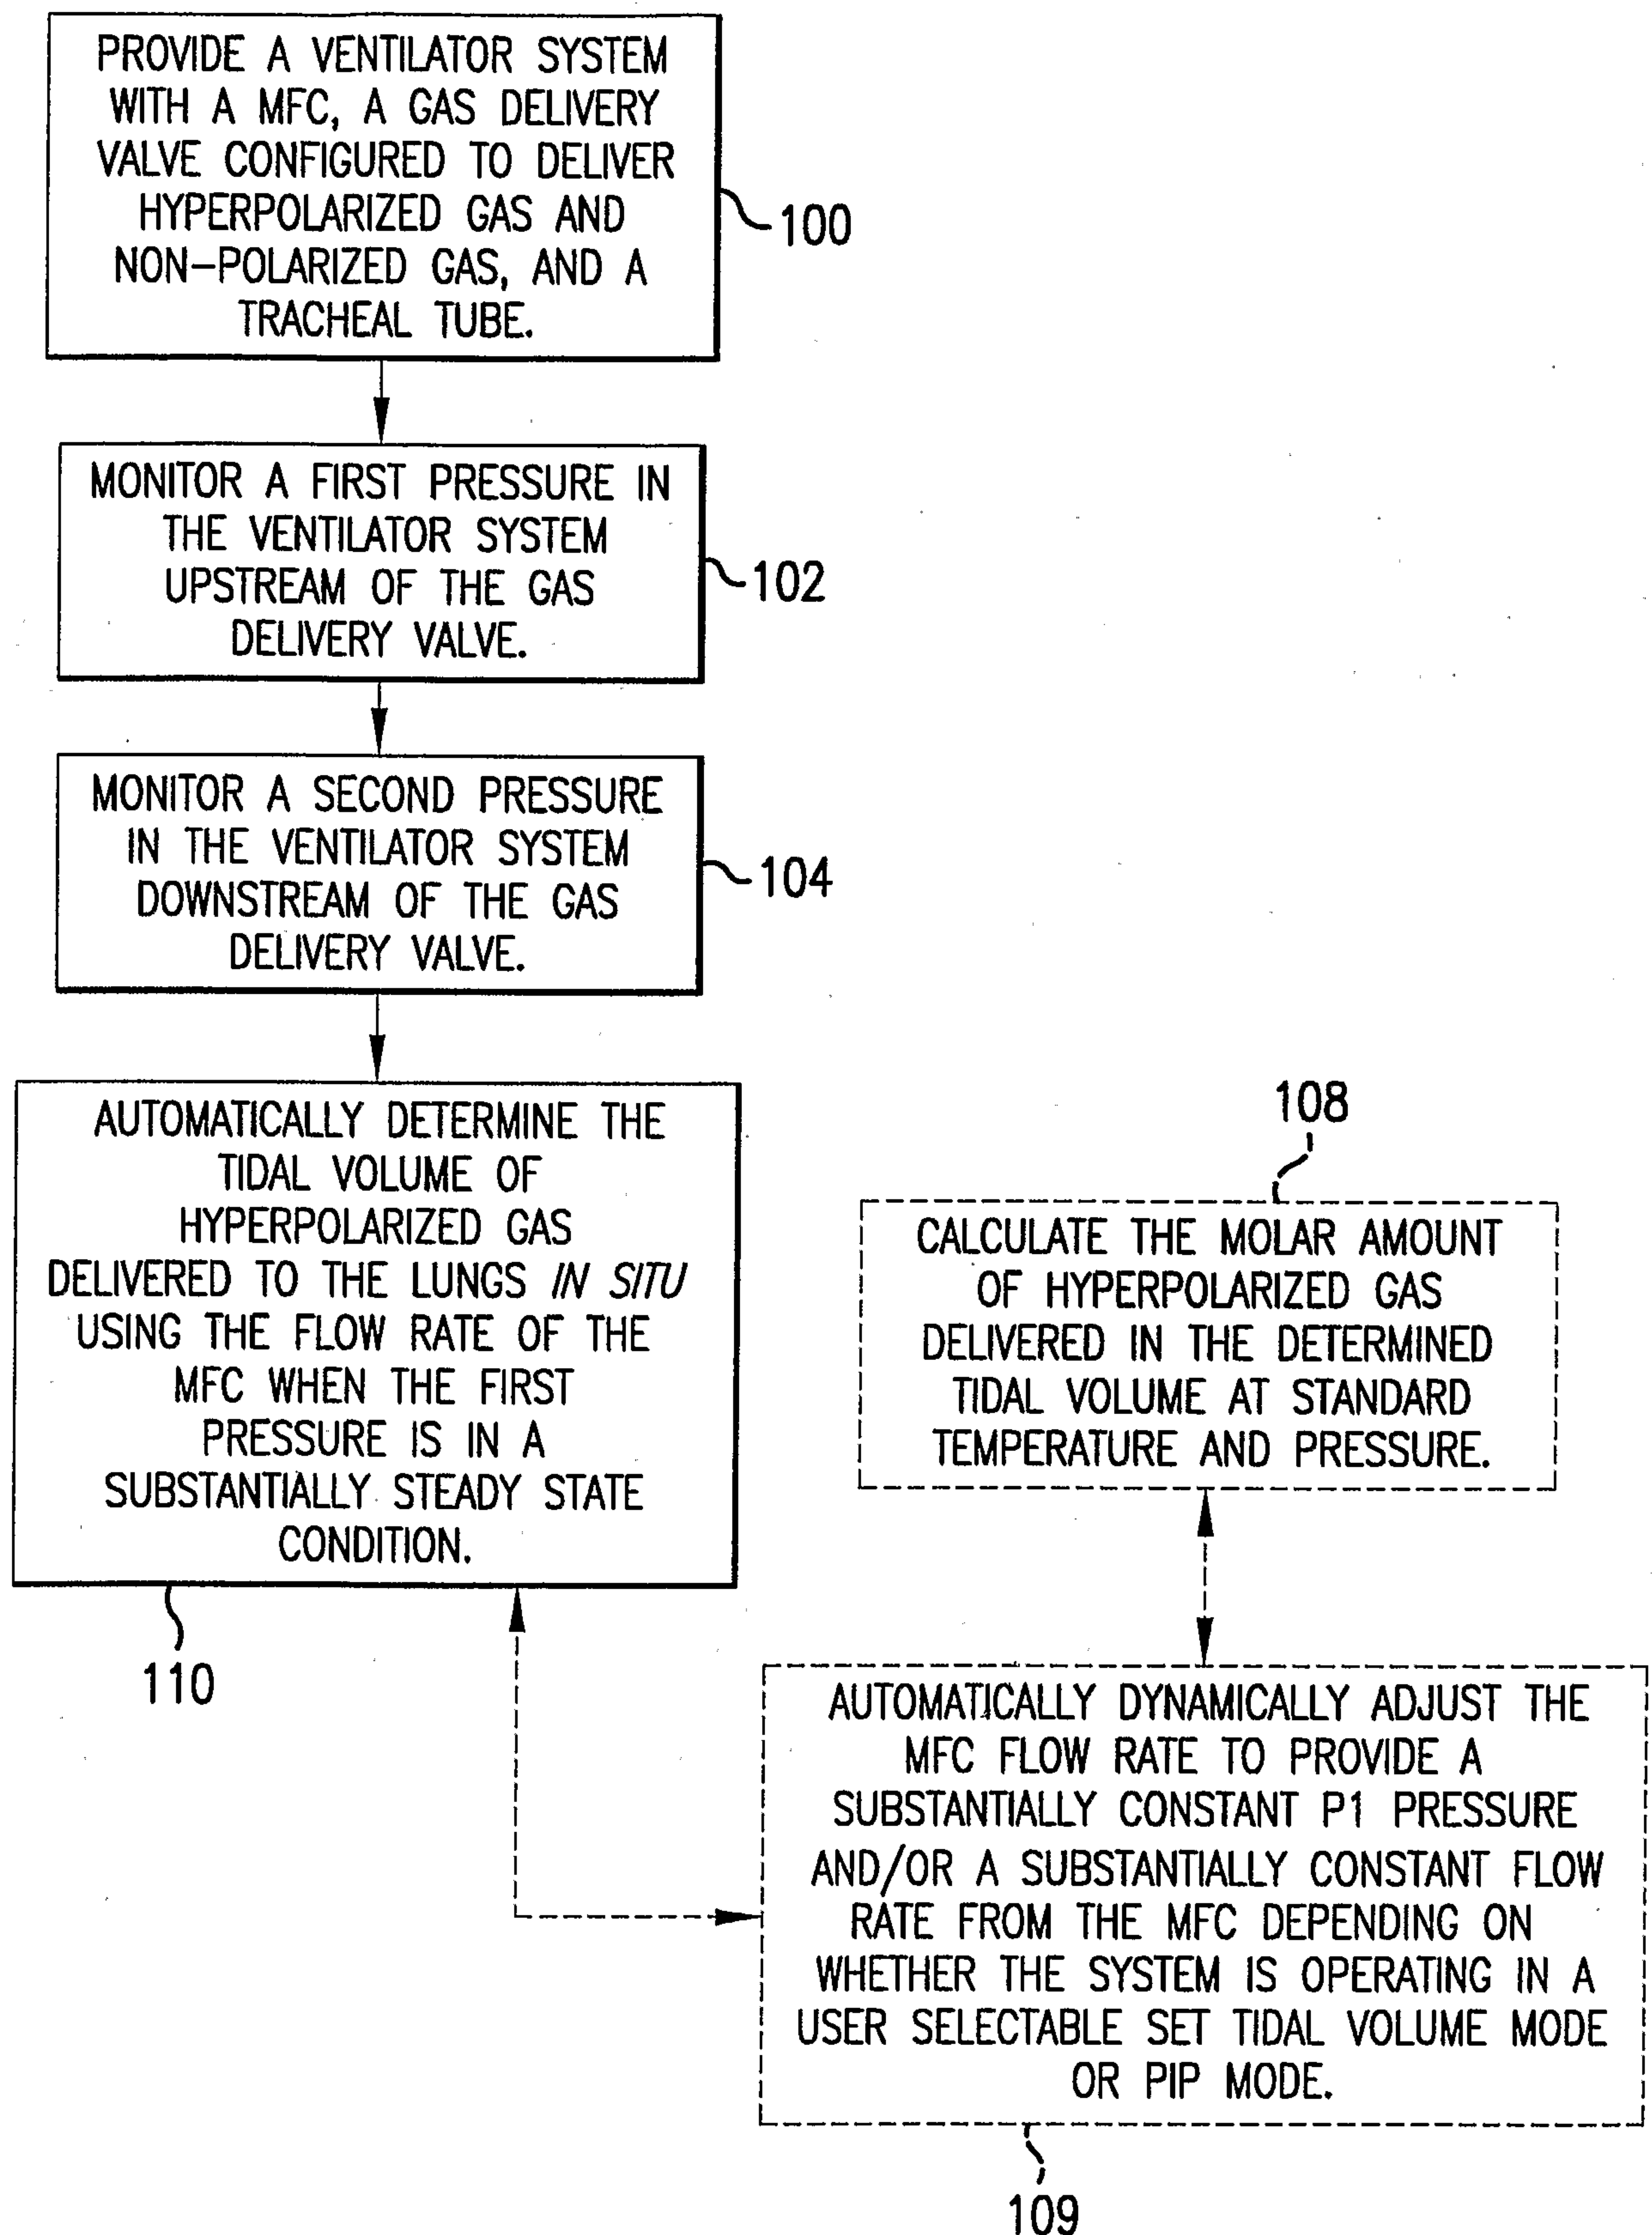 PROVIDE A VENTILATOR SYSTEM
WITH A MFC, A GAS DELIVERY
VALVE CONFIGURED TO DELIVER
HYPERPOLARIZED GAS AND
NON-POLARIZED GAS, AND A
TRACHEAL TUBE.
100
MONITOR A FIRST PRESSURE IN
THE VENTILATOR SYSTEM
UPSTREAM OF THE GAS
DELIVERY VALVE.
102
MONITOR A SECOND PRESSURE
IN THE VENTILATOR SYSTEM
DOWNSTREAM OF THE GAS
DELIVERY VALVE.
104
AUTOMATICALLY DETERMINE THE
TIDAL VOLUME OF
HYPERPOLARIZED GAS
DELIVERED TO THE LUNGS IN SITU
USING THE FLOW RATE OF THE
MFC WHEN THE FIRST
PRESSURE IS IN A
SUBSTANTIALLY STEADY STATE
CONDITION.
110
108
CALCULATE THE MOLAR AMOUNT
OF HYPERPOLARIZED GAS
DELIVERED IN THE DETERMINED
TIDAL VOLUME AT STANDARD
TEMPERATURE AND PRESSURE.
AUTOMATICALLY DYNAMICALLY ADJUST THE
MFC FLOW RATE TO PROVIDE A
SUBSTANTIALLY CONSTANT P1 PRESSURE
AND/OR A SUBSTANTIALLY CONSTANT FLOW
RATE FROM THE MFC DEPENDING ON
WHETHER THE SYSTEM IS OPERATING IN A
USER SELECTABLE SET TIDAL VOLUME MODE
OR PIP MODE.
109